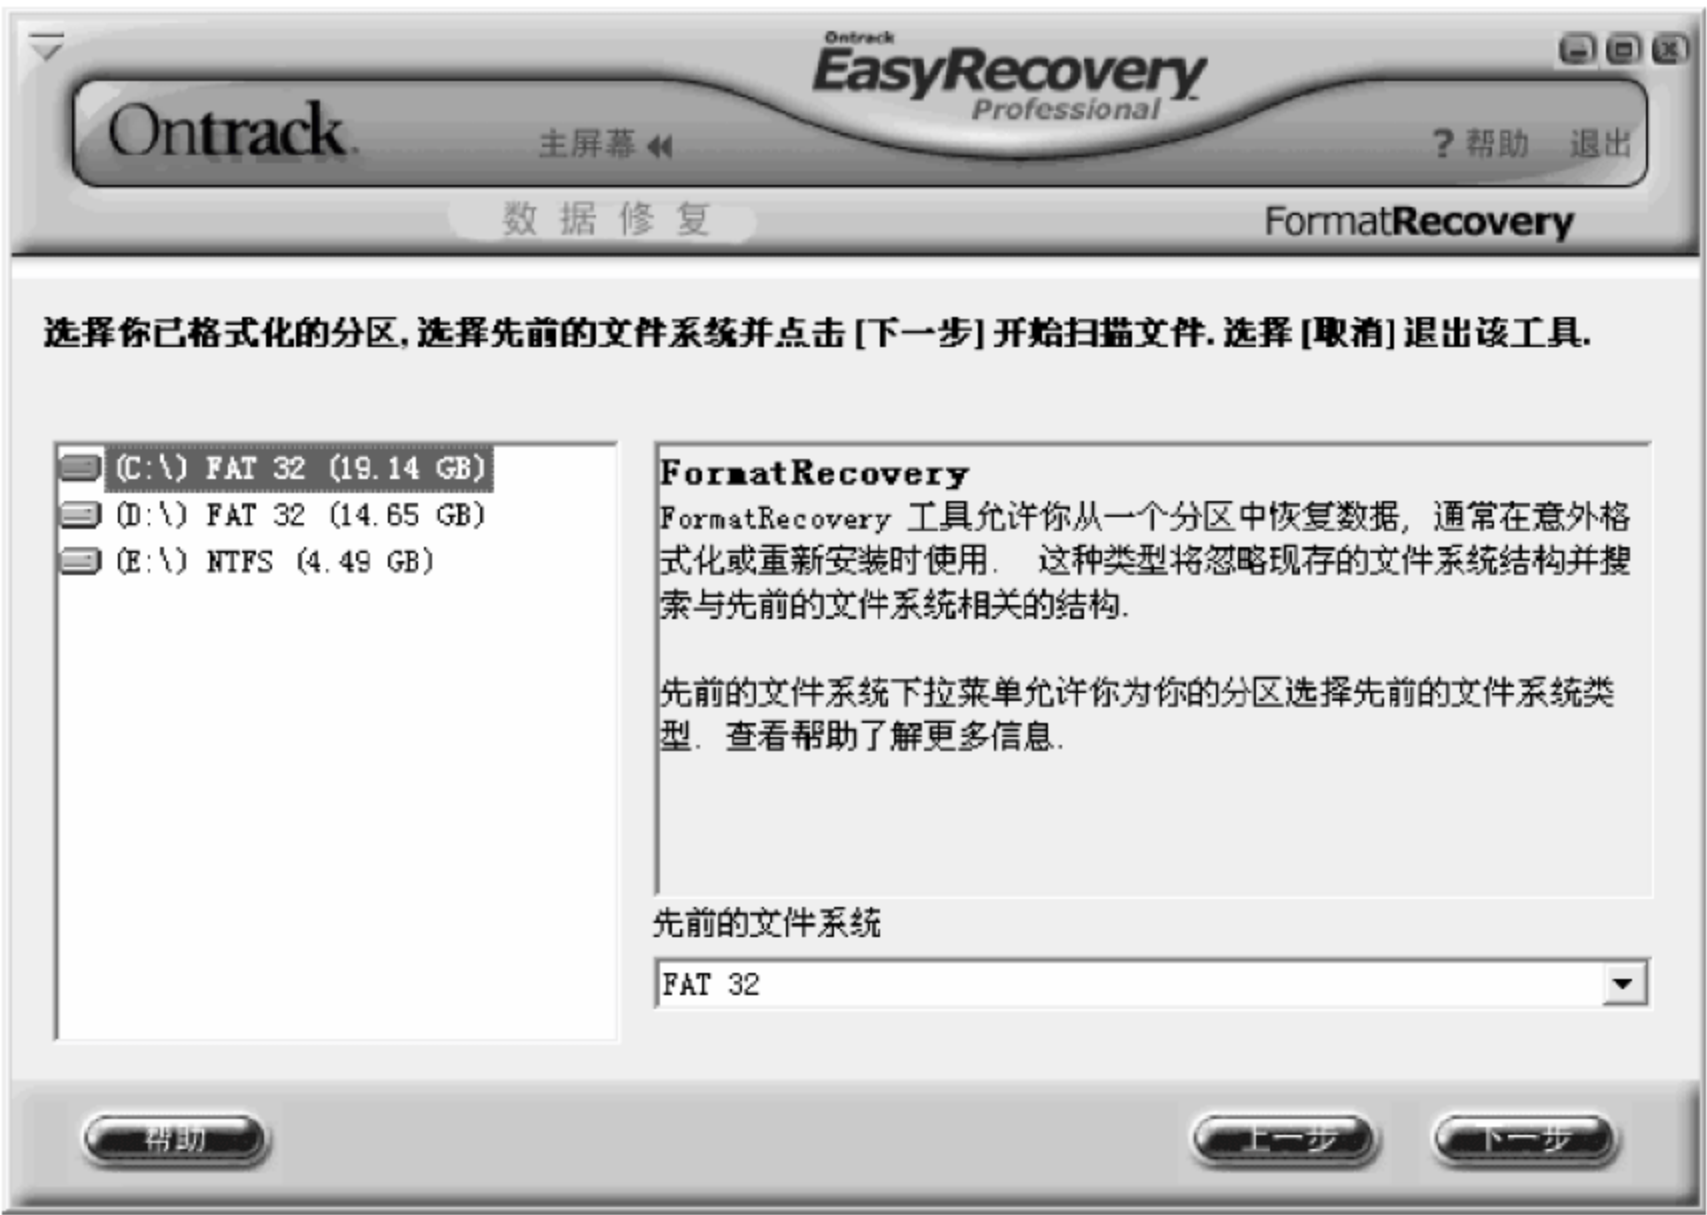 Ontrack
EasyRecovery
Professional
Ontrack
主屏幕
? 帮助 退出
数据修复
FormatRecovery
选择你已格式化的分区, 选择先前的文件系统并点击 [下一步] 开始扫描文件. 选择 [取消] 退出该工具.
(C:\) FAT 32 (19.14 GB)
(D:\) FAT 32 (14.65 GB)
(E:\) NTFS (4.49 GB)
FormatRecovery
FormatRecovery 工具允许你从一个分区中恢复数据, 通常在意外格
式化或重新安装时使用. 这种类型将忽略现存的文件系统结构并搜
索与先前的文件系统相关的结构.
先前的文件系统下拉菜单允许你为你的分区选择先前的文件系统类
型. 查看帮助了解更多信息.
先前的文件系统
FAT 32
帮助
上一步
下一步